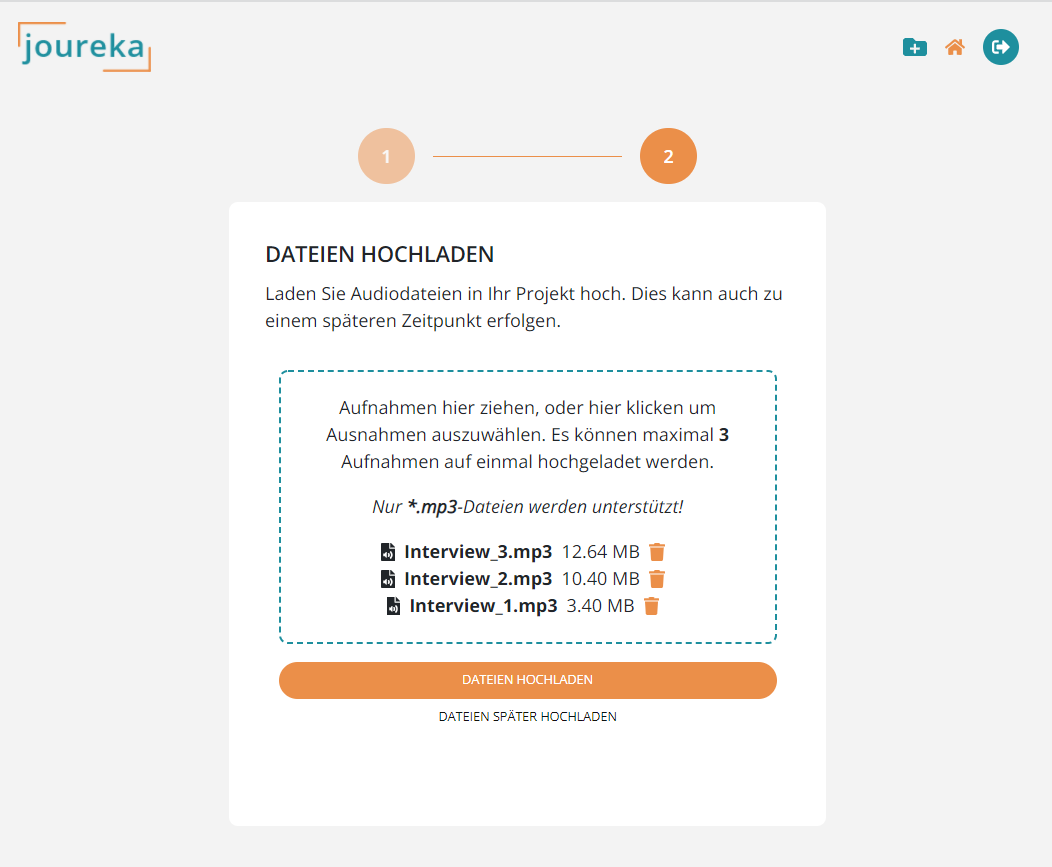 joureka
1
2
DATEIEN HOCHLADEN
Laden Sie Audiodateien in Ihr Projekt hoch. Dies kann auch zu
einem späteren Zeitpunkt erfolgen.
Aufnahmen hier ziehen, oder hier klicken um
Ausnahmen auszuwählen. Es können maximal 3
Aufnahmen auf einmal hochgeladet werden.
Nur *.mp3-Dateien werden unterstützt!
Interview_3.mp3 12.64 MB
Interview_2.mp3 10.40 MB
Interview_1.mp3 3.40 MB
DATEIEN HOCHLADEN
DATEIEN SPÄTER HOCHLADEN